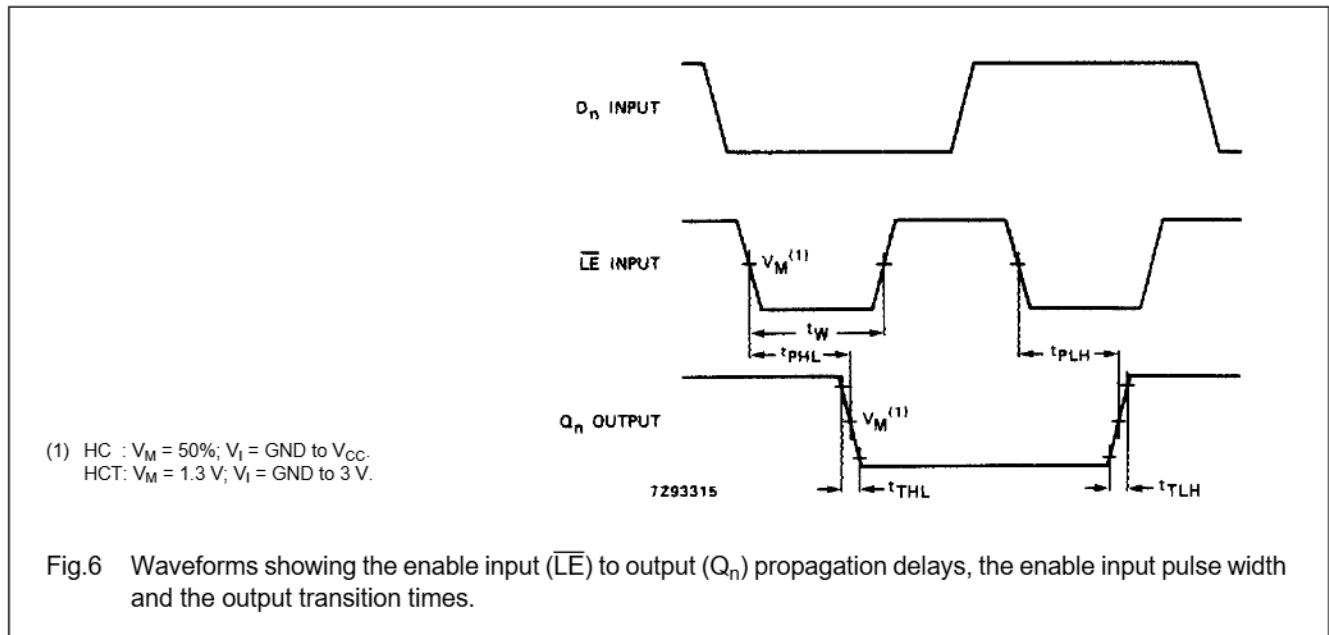 Dn INPUT
LE INPUT
VM(1)
tW
tPHL
tPLH
Qn OUTPUT
VM(1)
(1) HC : VM = 50%; VI = GND to VCC.
HCT: VM = 1.3 V; VI = GND to 3 V.
7Z93315
tTHL
tTLH
Fig.6 Waveforms showing the enable input (LE) to output (Qn) propagation delays, the enable input pulse width
and the output transition times.